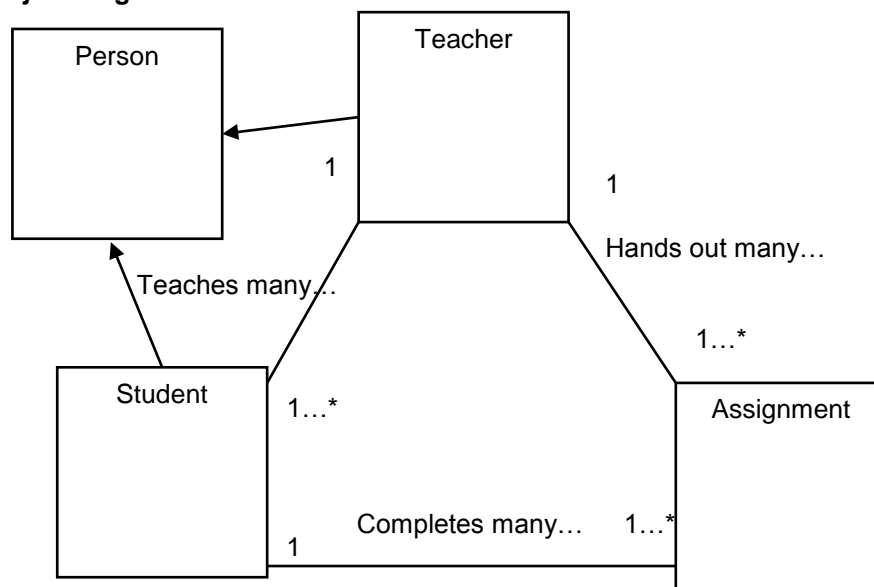 Teacher
Person
1
1
Hands out many…
Teaches many…
1…*
Student
1…*
Assignment
Completes many…
1…*
1